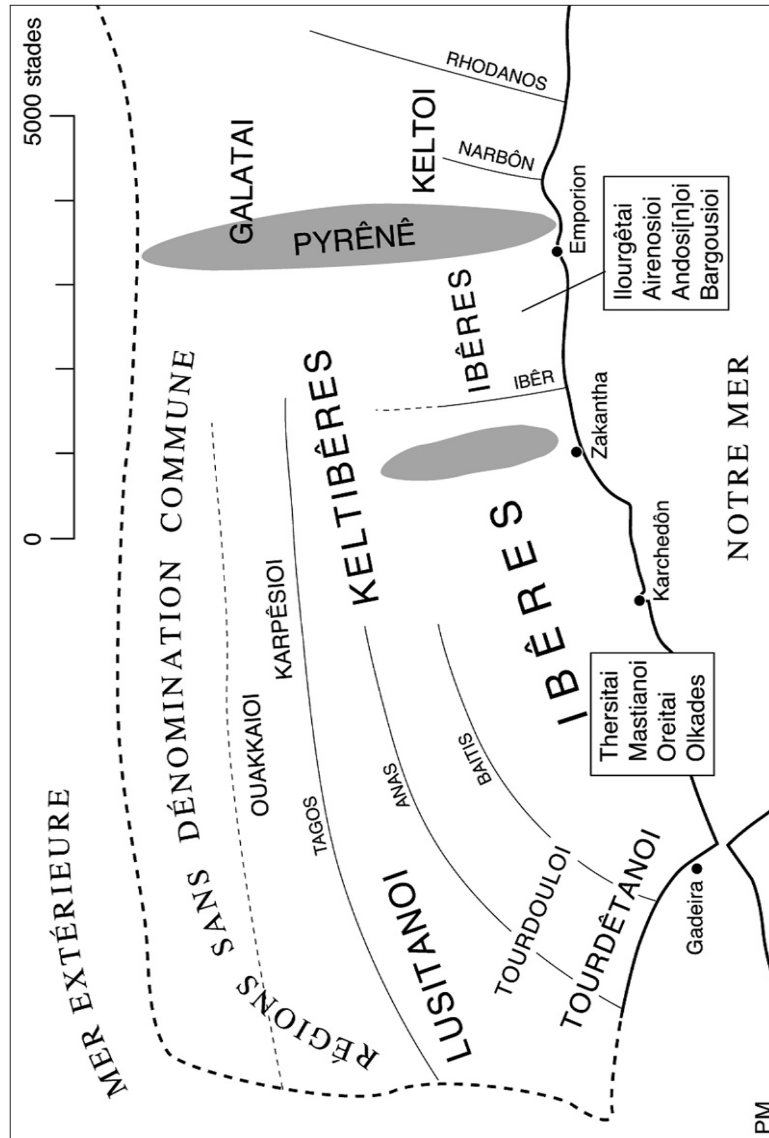 MER EXTÉRIEURE
0
5000 stades
RÉGIONS SANS DÉNOMINATION COMMUNE
GALATAI
OUAKKAIOI
KARPÊSIOI
PYRÊNÊ
TAGOS
KELTIBÊRES
KELTOI
RHODANOS
LUSITANOI
ANAS
IBÊRES
NARBÔN
BAITIS
IBÊR
TOURDOULOI
IBÊRES
TOURDÊTANOI
Emporion
Zakantha
Thersitai
Mastianoi
Oreitai
Olkades
Ilourgêtai
Airenosioi
Andosi[n]oi
Bargousioi
Karchedôn
Gadeira
NOTRE MER
PM